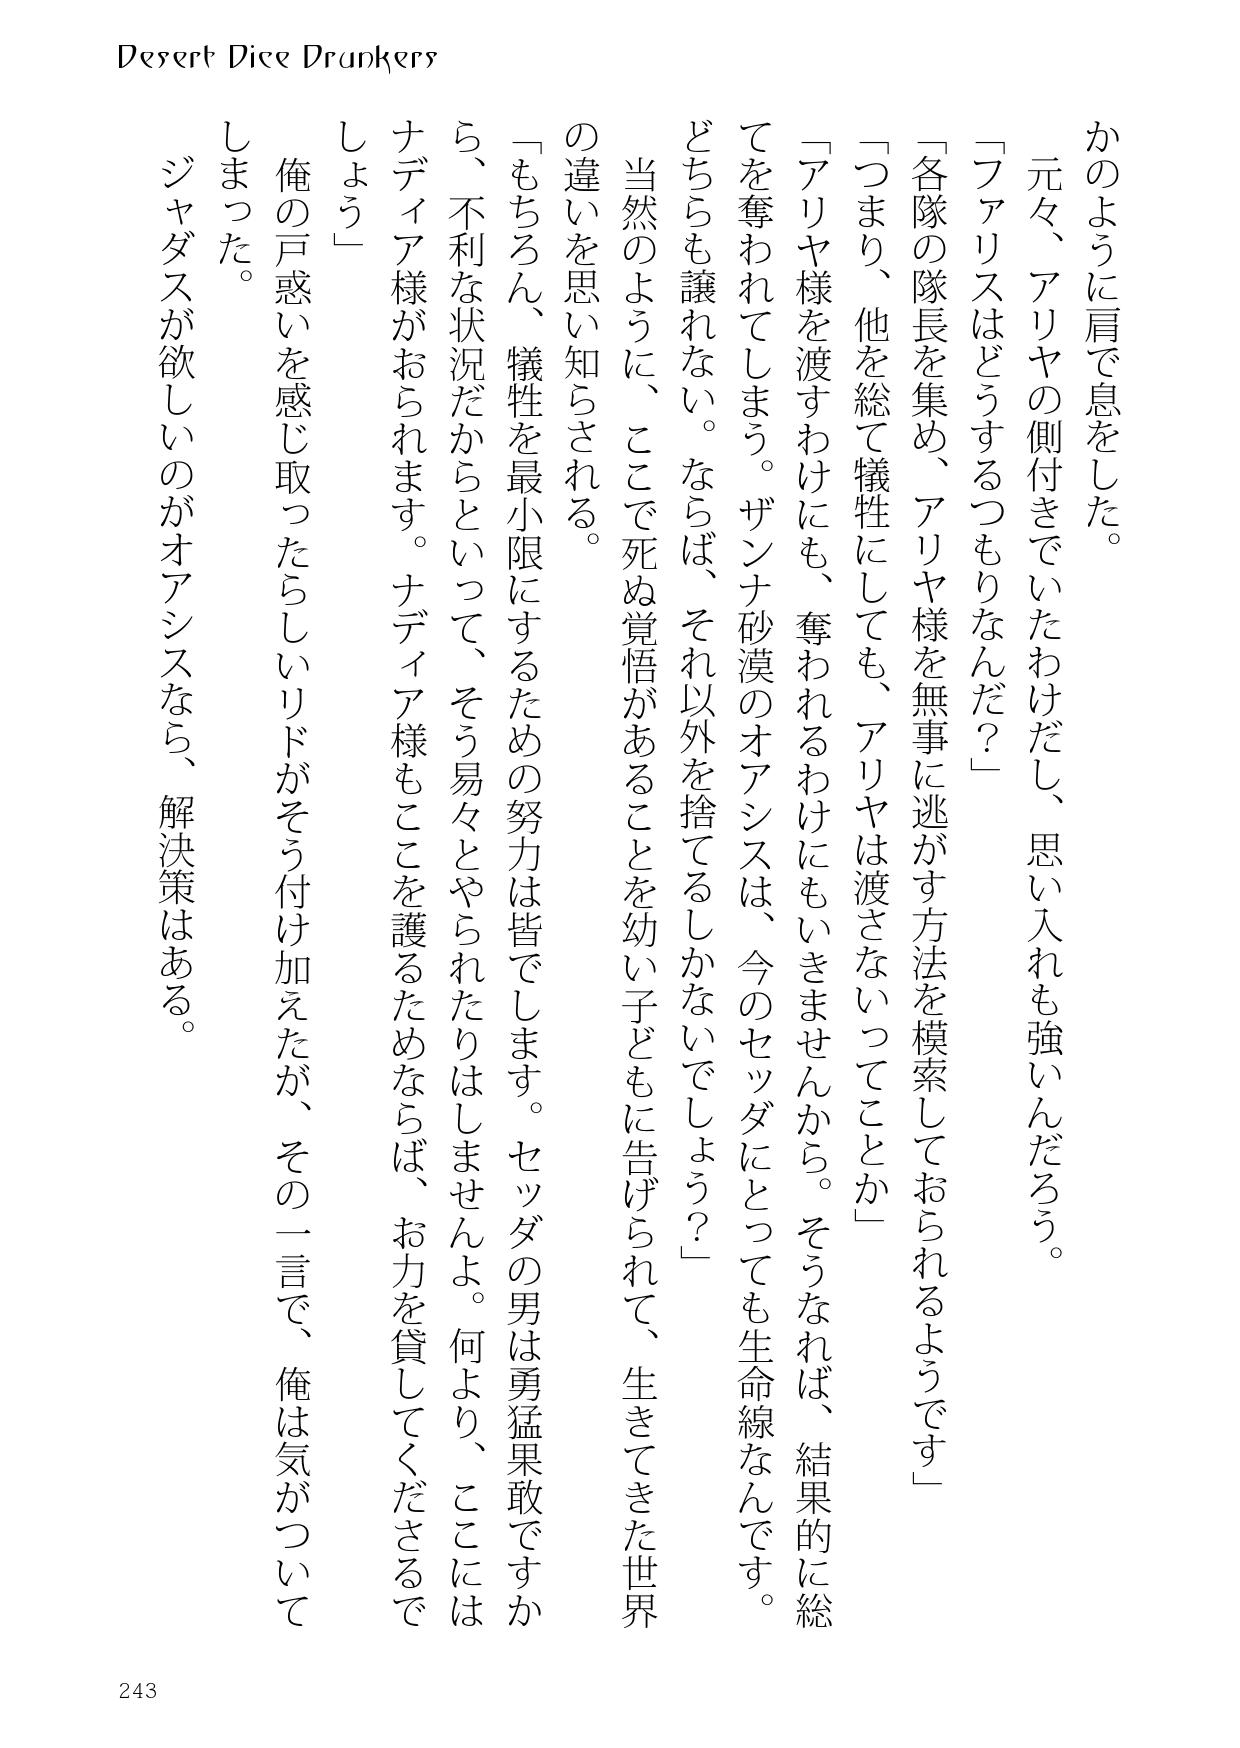 Desert Dice Drunkers
かのように肩で息をした。
　元々、アリヤの側付きでいたわけだし、思い入れも強いんだろう。
「ファリスはどうするつもりなんだ？」
「各隊の隊長を集め、アリヤ様を無事に逃がす方法を模索しておられるようです」
「つまり、他を総て犠牲にしても、アリヤは渡さないってことか」
「アリヤ様を渡すわけにも、奪われるわけにもいきませんから。そうなれば、結果的に総
てを奪われてしまう。ザンナ砂漠のオアシスは、今のセッダにとっても生命線なんです。
どちらも譲れない。ならば、それ以外を捨てるしかないでしょう？」
　当然のように、ここで死ぬ覚悟があることを幼い子どもに告げられて、生きてきた世界
の違いを思い知らされる。
「もちろん、犠牲を最小限にするための努力は皆でします。セッダの男は勇猛果敢ですか
ら、不利な状況だからといって、そう易々とやられたりはしませんよ。何より、ここには
ナディア様がおられます。ナディア様もここを護るためならば、お力を貸してくださるで
しょう」
　俺の戸惑いを感じ取ったらしいリドがそう付け加えたが、その一言で、俺は気がついて
しまった。
　ジャダスが欲しいのがオアシスなら、解決策はある。
243